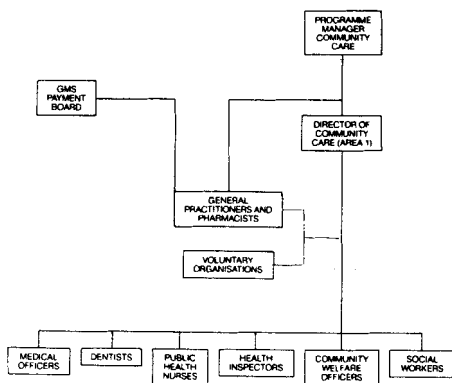 PROGRAMME
MANAGER
COMMUNITY
CARE
GMS
PAYMENT
BOARD
DIRECTOR OF
COMMUNITY
CARE (AREA 1)
GENERAL
PRACTITIONERS AND
PHARMACISTS
VOLUNTARY
ORGANISATIONS
MEDICAL
OFFICERS
DENTISTS
PUBLIC
HEALTH
NURSES
HEALTH
INSPECTORS
COMMUNITY
WELFARE
OFFICERS
SOCIAL
WORKERS